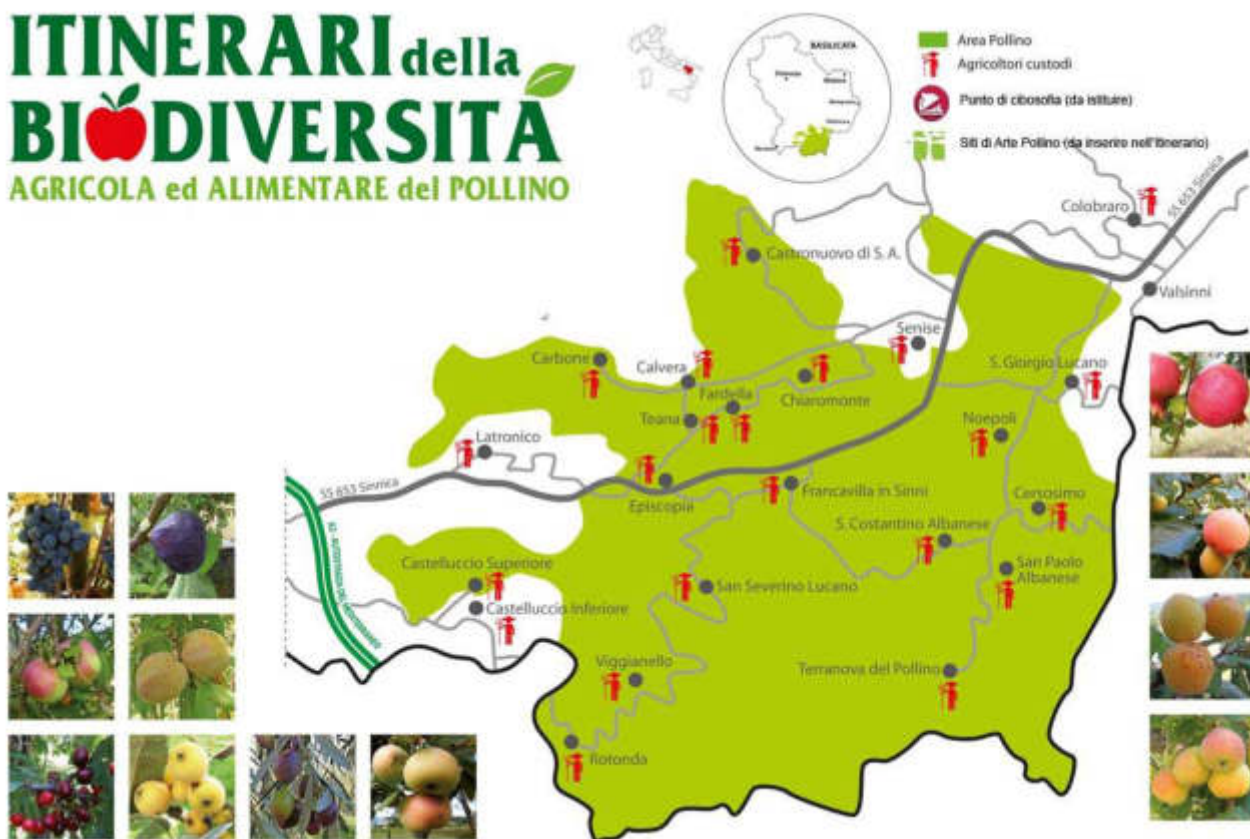 ITINERARI della
BIODIVERSITÀ
AGRICOLA ed ALIMENTARE del POLLINO
BASILICATA
Area Pollino
Agricoltori custodi
Punto di cibosofia (da istituire)
Siti di Arte Pollino (da inserire nell'itinerario)
SS 653 Sinnica
Colobraro
Castronuovo di S. A.
Valsinni
Senise
Carbone
Calvera
S. Giorgio Lucano
Fardella
Chiaromonte
Teana
Noepoli
Latronico
SS 653 Sinnica
Episcopia
Francavilla in Sinni
Cersosimo
S. Costantino Albanese
Castelluccio Superiore
San Paolo
Albanese
San Severino Lucano
Castelluccio Inferiore
Viggianello
Terranova del Pollino
Rotonda